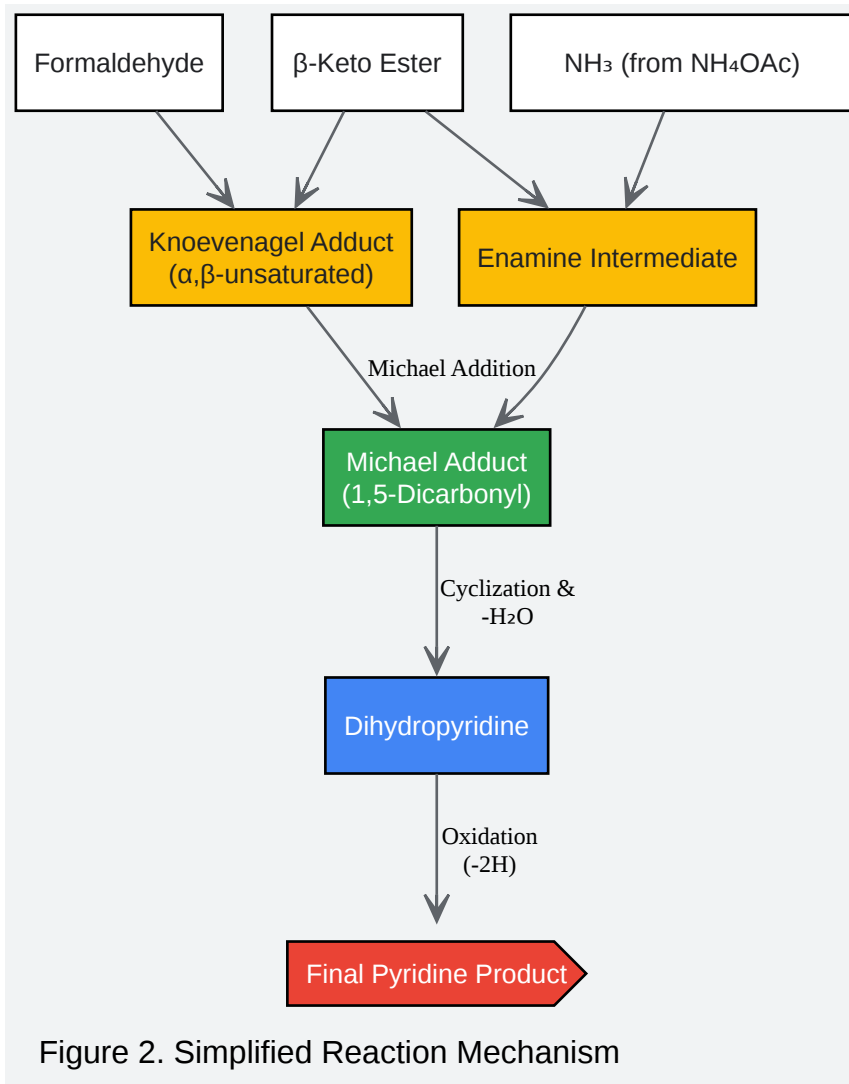 Formaldehyde
β-Keto Ester
NH₃ (from NH₄OAc)
Knoevenagel Adduct
(α,β-unsaturated)
Enamine Intermediate
Michael Addition
Michael Adduct
(1,5-Dicarbonyl)
Cyclization &
-H₂O
Dihydropyridine
Oxidation
(-2H)
Final Pyridine Product
Figure 2. Simplified Reaction Mechanism